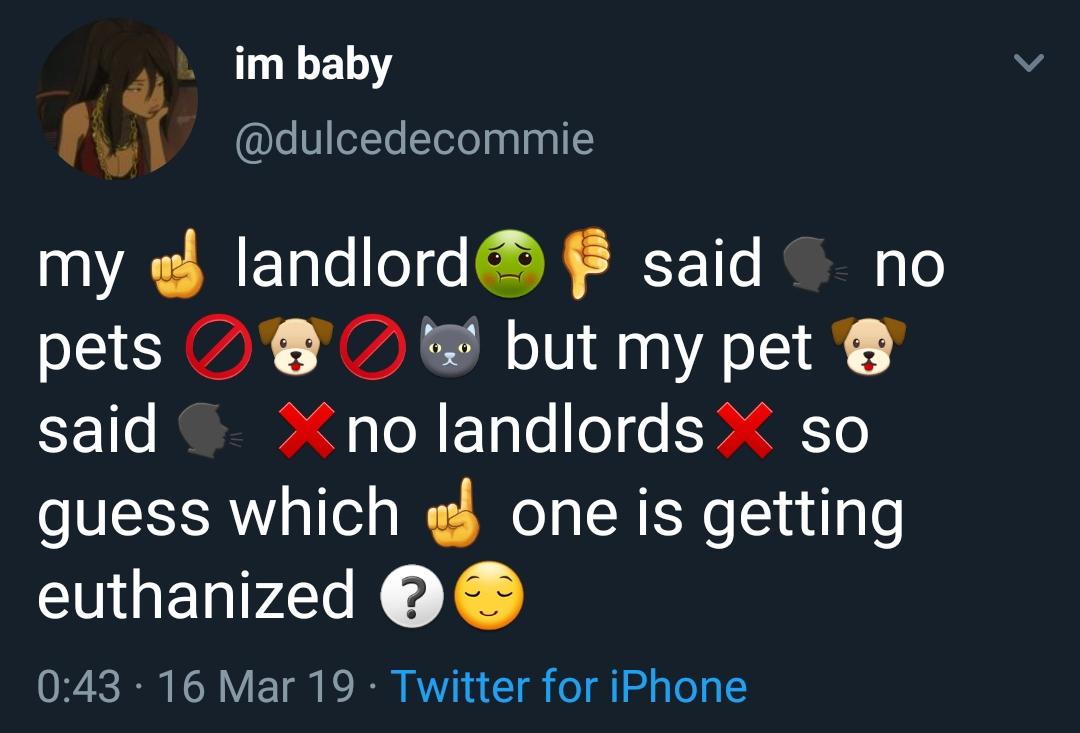 im baby
@dulcedecommie
my ☝️ landlord🤢👎 said 🗣️ no
pets 🚫🐶🚫🐱 but my pet 🐶
said 🗣️ ❌no landlords❌ so
guess which ☝️ one is getting
euthanized ❔😌
0:43 · 16 Mar 19 · Twitter for iPhone